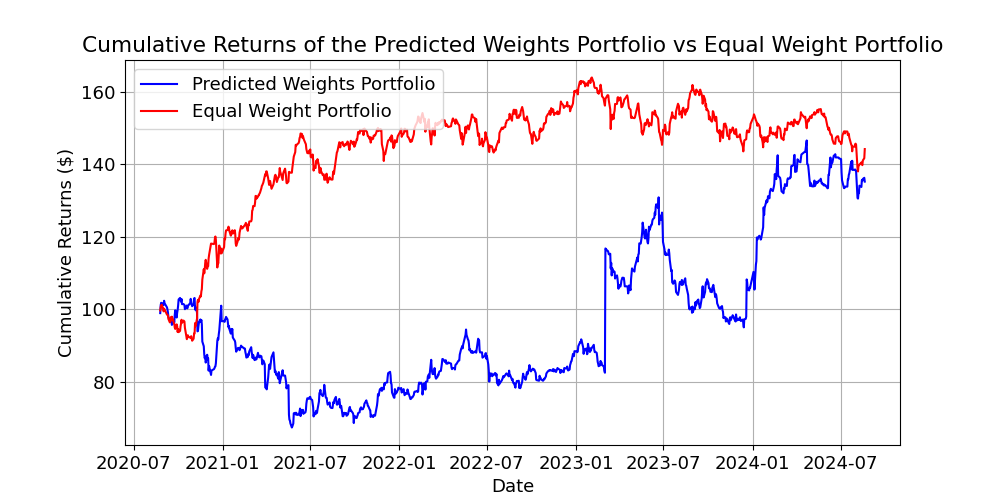 Cumulative Returns of the Predicted Weights Portfolio vs Equal Weight Portfolio
Predicted Weights Portfolio
Equal Weight Portfolio
Cumulative Returns ($)
160
140
120
100
80
2020-07 2021-01 2021-07 2022-01 2022-07 2023-01 2023-07 2024-01 2024-07
Date